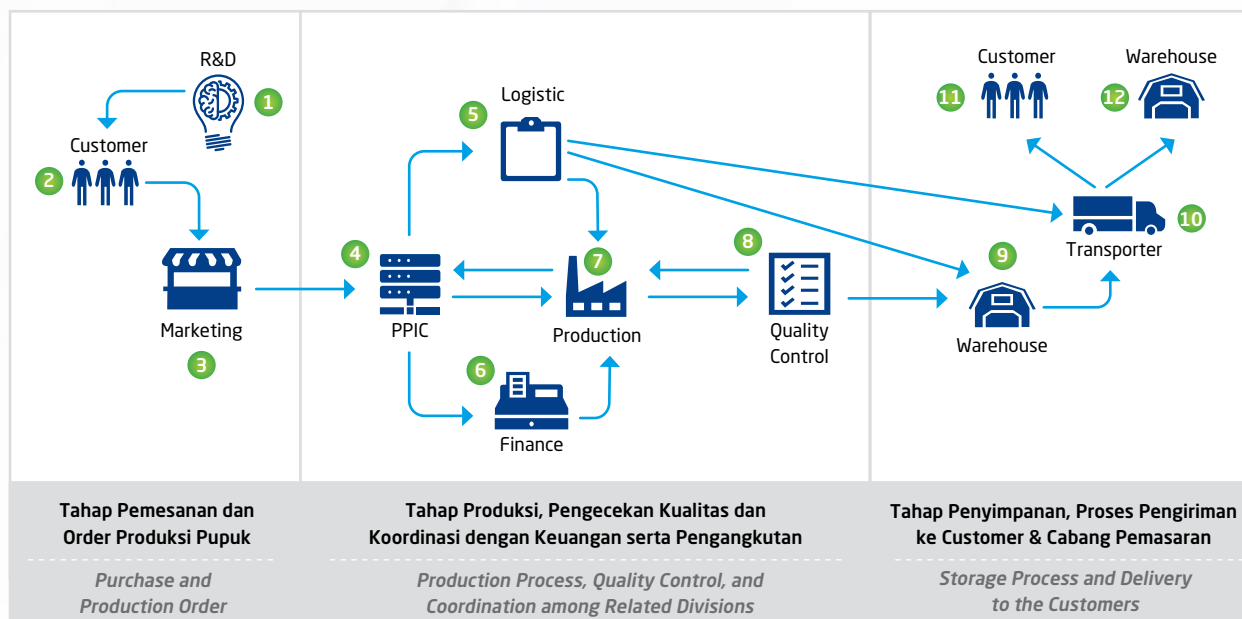 R&D
1
Customer
2
Marketing
3
4
PPIC
Logistic
5
6
Finance
7
Production
8
Quality
Control
9
Warehouse
10
Transporter
Customer
11
Warehouse
12
Tahap Pemesanan dan
Order Produksi Pupuk
Purchase and
Production Order
Tahap Produksi, Pengecekan Kualitas dan
Koordinasi dengan Keuangan serta Pengangkutan
Production Process, Quality Control, and
Coordination among Related Divisions
Tahap Penyimpanan, Proses Pengiriman
ke Customer & Cabang Pemasaran
Storage Process and Delivery
to the Customers